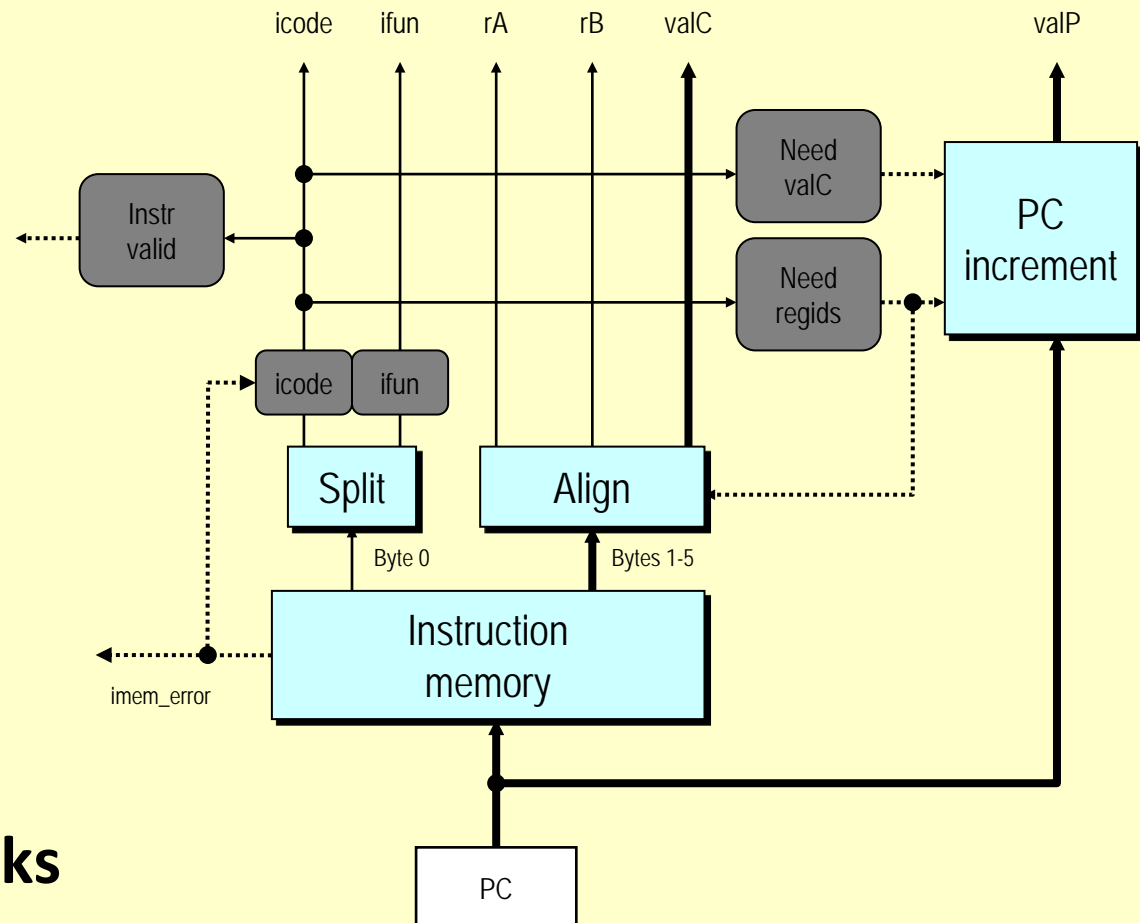 icode ifun rA rB valC valP
Need
valC
Instr
valid
PC
increment
Need
regids
icode ifun
Split
Align
Byte 0
Bytes 1-5
Instruction
memory
imem_error
ks
PC